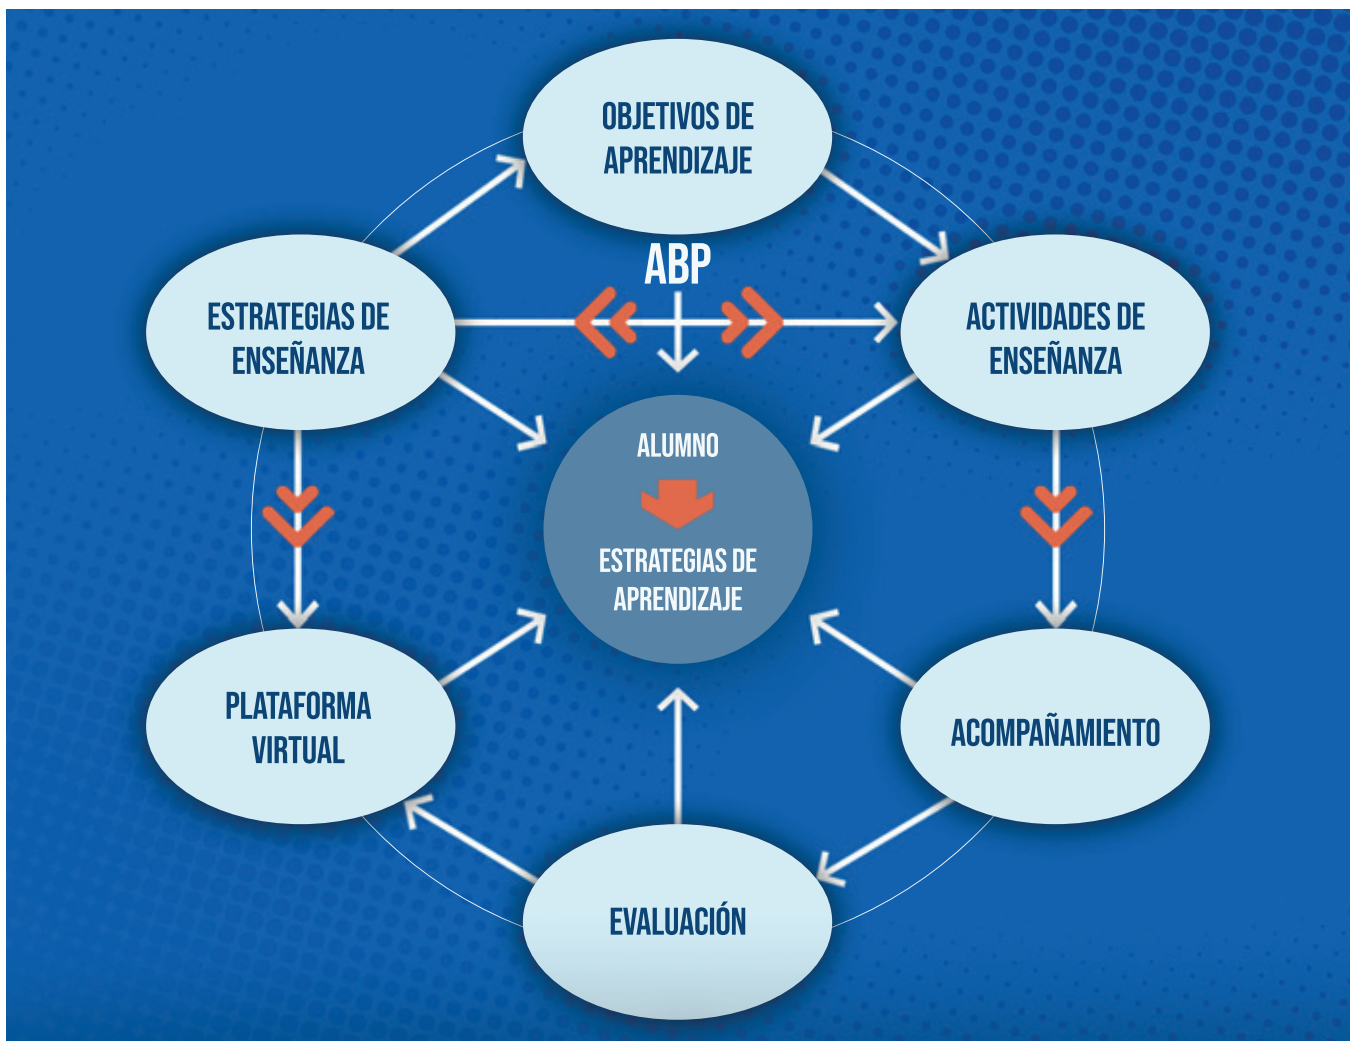 OBJETIVOS DE
APRENDIZAJE
ABP
ESTRATEGIAS DE
ENSEÑANZA
ACTIVIDADES DE
ENSEÑANZA
ALUMNO
ESTRATEGIAS DE
APRENDIZAJE
PLATAFORMA
VIRTUAL
ACOMPAÑAMIENTO
EVALUACIÓN